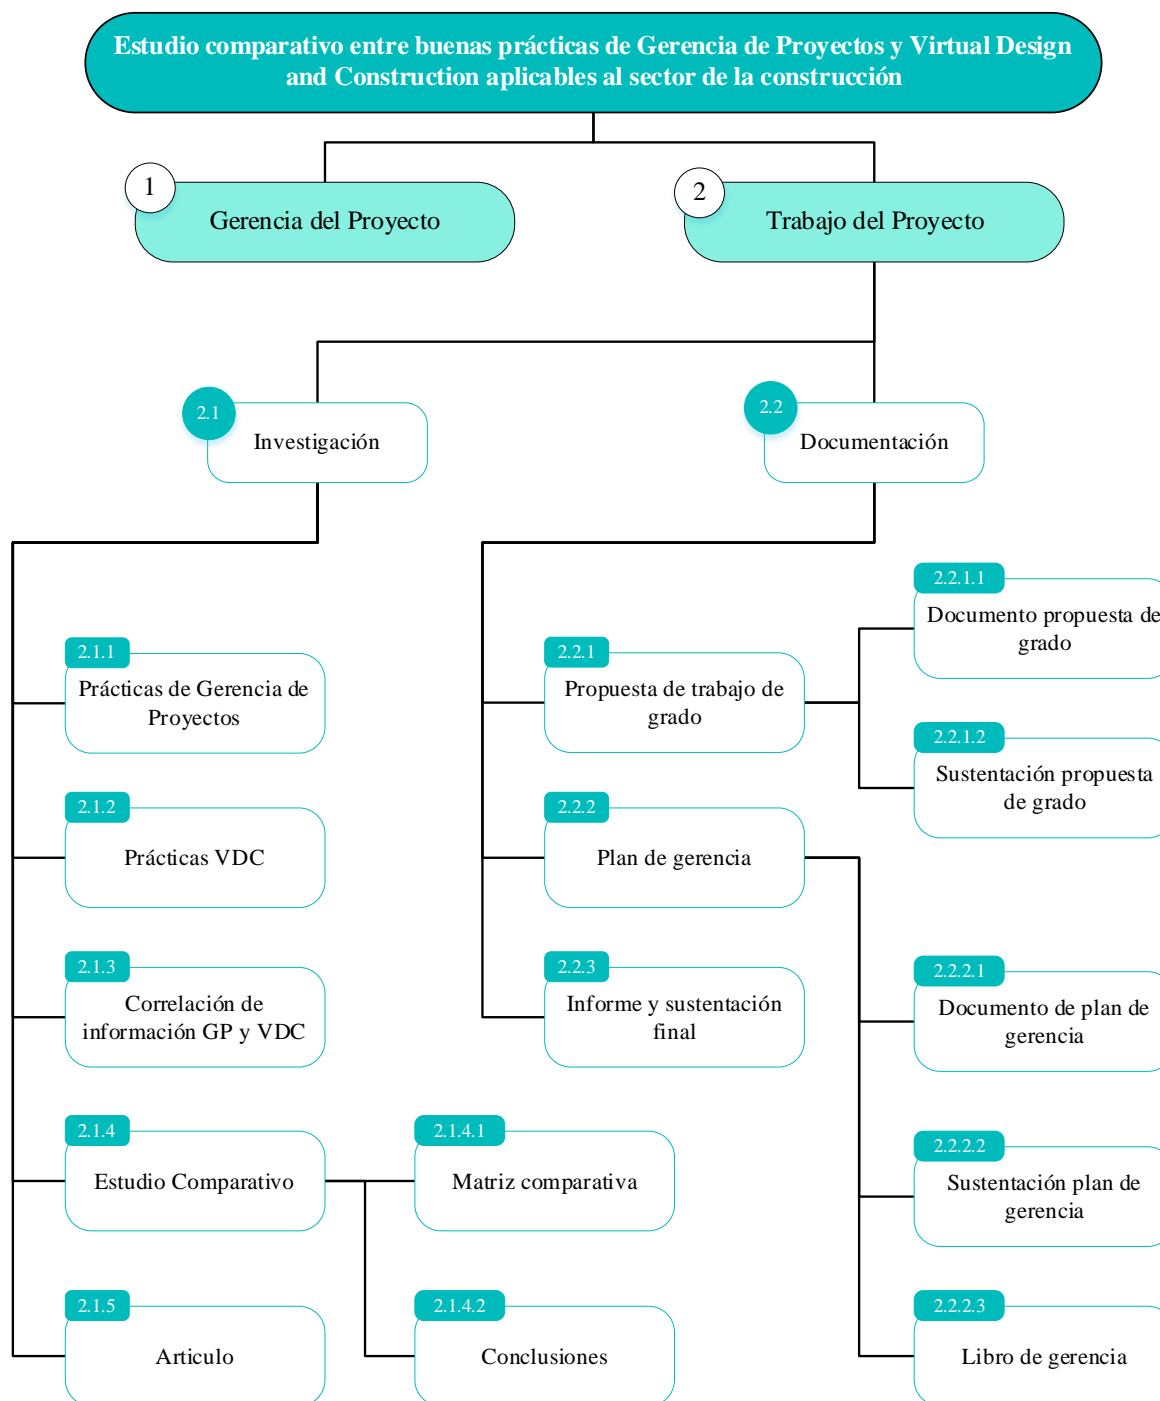 Estudio comparativo entre buenas prácticas de Gerencia de Proyectos y Virtual Design
and Construction aplicables al sector de la construcción
1
Gerencia del Proyecto
2
Trabajo del Proyecto
2.1
Investigación
2.2
Documentación
2.1.1
Prácticas de Gerencia de
Proyectos
2.1.2
Prácticas VDC
2.1.3
Correlación de
información GP y VDC
2.1.4
Estudio Comparativo
2.1.4.1
Matriz comparativa
2.1.4.2
Conclusiones
2.1.5
Articulo
2.2.1
Propuesta de trabajo de
grado
2.2.1.1
Documento propuesta de
grado
2.2.1.2
Sustentación propuesta
de grado
2.2.2
Plan de gerencia
2.2.2.1
Documento de plan de
gerencia
2.2.2.2
Sustentación plan de
gerencia
2.2.2.3
Libro de gerencia
2.2.3
Informe y sustentación
final